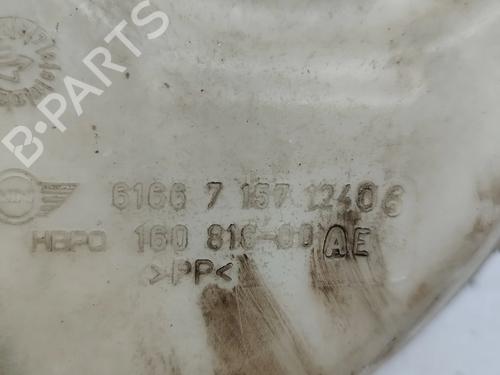 B-PARTS
6166 7 157 12406
HBPO 160 816-00 AE
>PP<